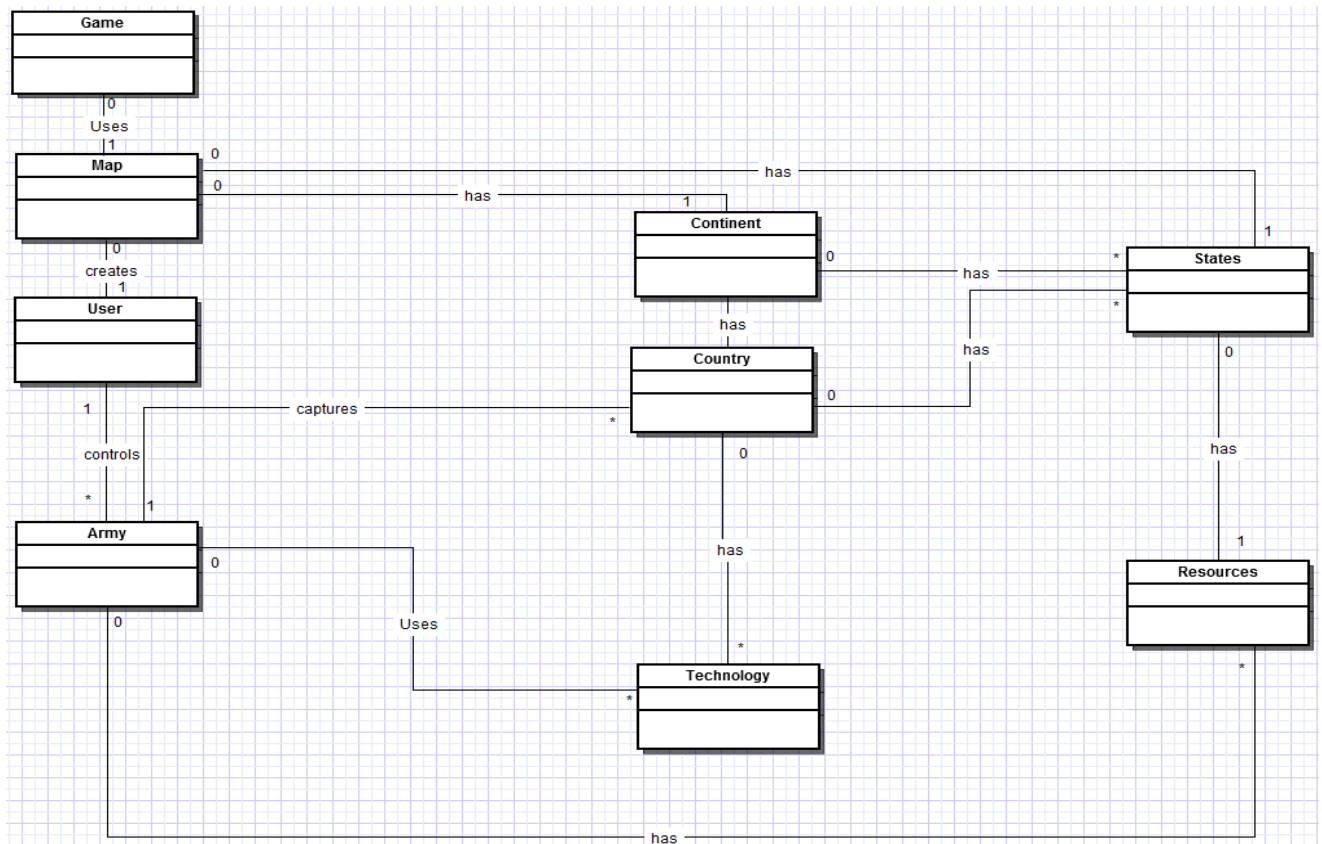 Game
0
Uses
1
Map
0
has
0
has
1
Continent
1
States
0
creates
1
User
0
has
*
has
*
Country
has
0
0
1
captures
*
0
controls
has
*
1
Army
0
has
1
Resources
Uses
0
*
Technology
*
*
has